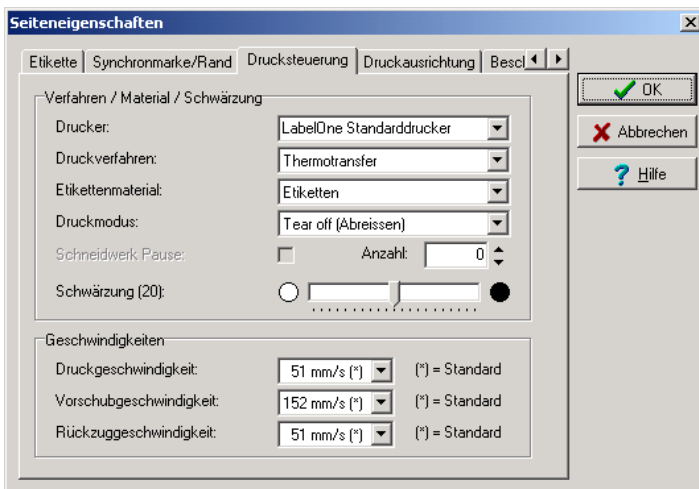 Seiteneigenschaften
Etikette Synchronmarke/Rand Drucksteuerung Druckausrichtung
OK
Abbrechen
Hilfe
Verfahren / Material / Schwärzung
Drucker: LabelOne Standarddrucker
Druckverfahren: Thermotransfer
Etikettenmaterial: Etiketten
Druckmodus: Tear off (Abreissen)
Schneidwerk Pause: Anzahl: 0
Schwärzung (20):
Geschwindigkeiten
Druckgeschwindigkeit: 51 mm/s (*) (*) = Standard
Vorschubgeschwindigkeit: 152 mm/s (*) (*) = Standard
Rückzuggeschwindigkeit: 51 mm/s (*) (*) = Standard